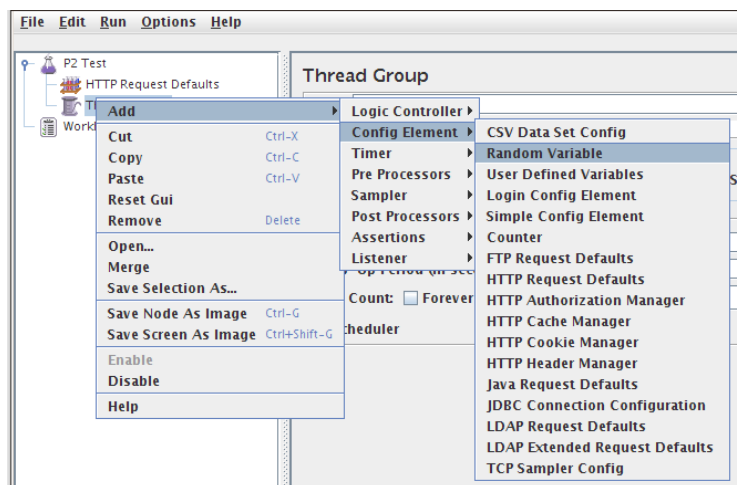 File Edit Run Options Help
P2 Test
HTTP Request Defaults
Thread Group
Add
Cut Ctrl-X
Copy Ctrl-C
Paste Ctrl-V
Reset Gui
Remove Delete
Open...
Merge
Save Selection As...
Save Node As Image Ctrl-G
Save Screen As Image Ctrl+Shift-G
Enable
Disable
Help
Logic Controller
Config Element
Timer
Pre Processors
Sampler
Post Processors
Assertions
Listener
Count: Forever
CSV Data Set Config
Random Variable
User Defined Variables
Login Config Element
Simple Config Element
Counter
FTP Request Defaults
HTTP Request Defaults
HTTP Authorization Manager
HTTP Cache Manager
HTTP Cookie Manager
HTTP Header Manager
Java Request Defaults
JDBC Connection Configuration
LDAP Request Defaults
LDAP Extended Request Defaults
TCP Sampler Config